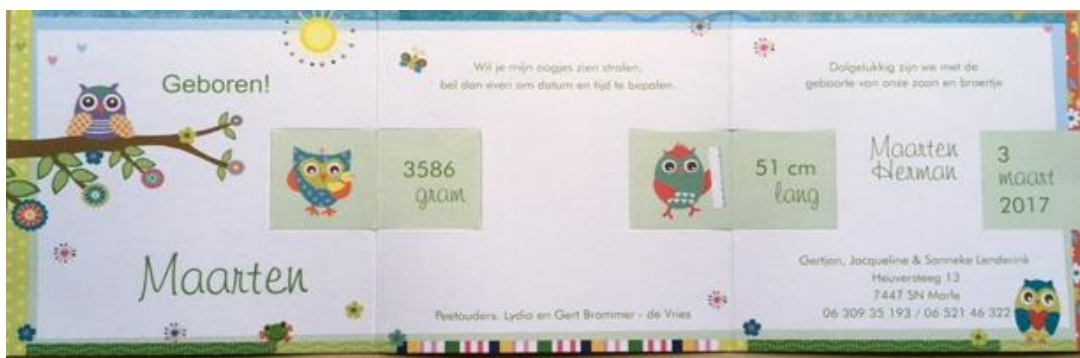 Geboren!
Maarten
Wil je mijn oogjes zien stralen,
bel dan even om datum en tijd te bepalen.
3586
gram
Peetouders: Lydia en Gert Brommer - de Vries
51 cm
lang
Dolgelukkig zijn we met de
geboorte van onze zoon en broertje
Maarten
Herman
3
maart
2017
Gertjan, Jacqueline & Sanneke Lenderink
Heuversteeg 13
7447 SN Marle
06 309 35 193 / 06 521 46 322